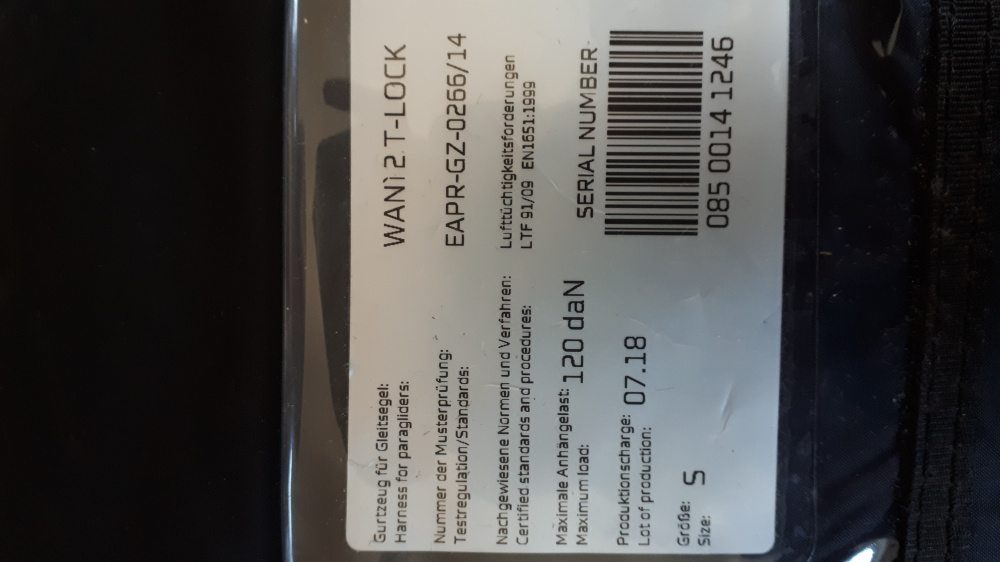 Gurtzeug für Gleitsegel:
Harness for paragliders:
WANI 2 T-LOCK
Nummer der Musterprüfung:
Testregulation/Standards:
EAPR-GZ-0266/14
Nachgewiesene Normen und Verfahren:
Certified standards and procedures:
Lufttüchtigkeitsforderungen
LTF 91/09 EN1651:1999
Maximale Anhängelast:
Maximum load:
120 daN
Produktionscharge:
Lot of production:
07.18
Größe:
Size:
S
SERIAL NUMBER
085 0014 1246